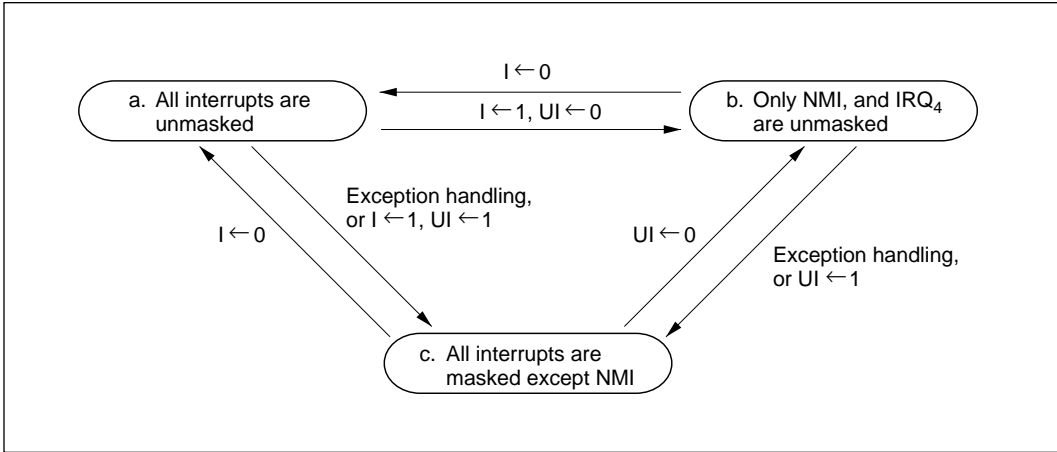 I ← 0
a. All interrupts are
unmasked
I ← 1, UI ← 0
b. Only NMI, and IRQ4
are unmasked
Exception handling,
or I ← 1, UI ← 1
I ← 0
UI ← 0
Exception handling,
or UI ← 1
c. All interrupts are
masked except NMI